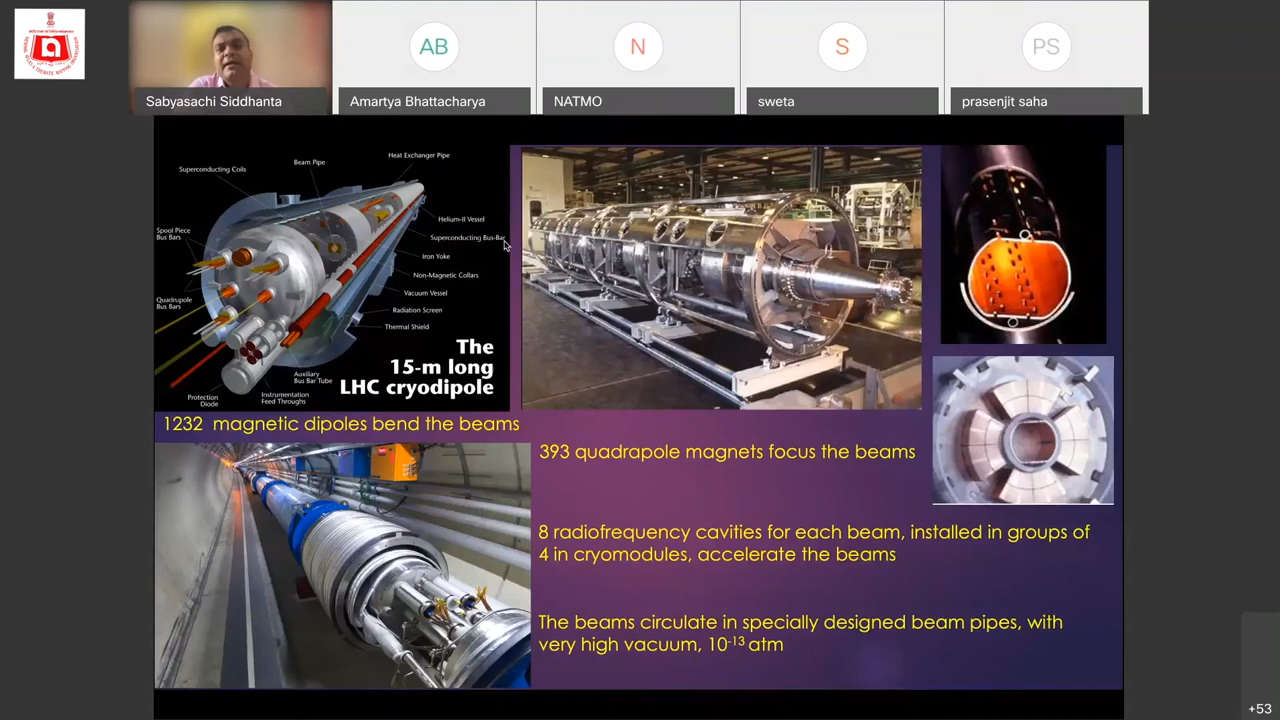 Sabyasachi Siddhanta
AB
Amartya Bhattacharya
N
NATMO
S
sweta
PS
prasenjit saha
Superconducting Coils
Beam Pipe
Heat Exchanger Pipe
Helium-II Vessel
Superconducting Bus-Bar
Iron Yoke
Non-Magnetic Collars
Vacuum Vessel
Radiation Screen
Thermal Shield
Spool Piece
Bus Bars
Quadrupole
Bus Bars
The
15-m long
LHC cryodipole
Auxiliary
Bus Bar Tube
Protection
Diode
Instrumentation
Feed Throughs
1232 magnetic dipoles bend the beams
393 quadrapole magnets focus the beams
8 radiofrequency cavities for each beam, installed in groups of
4 in cryomodules, accelerate the beams
The beams circulate in specially designed beam pipes, with
very high vacuum, 10⁻¹³ atm
+53